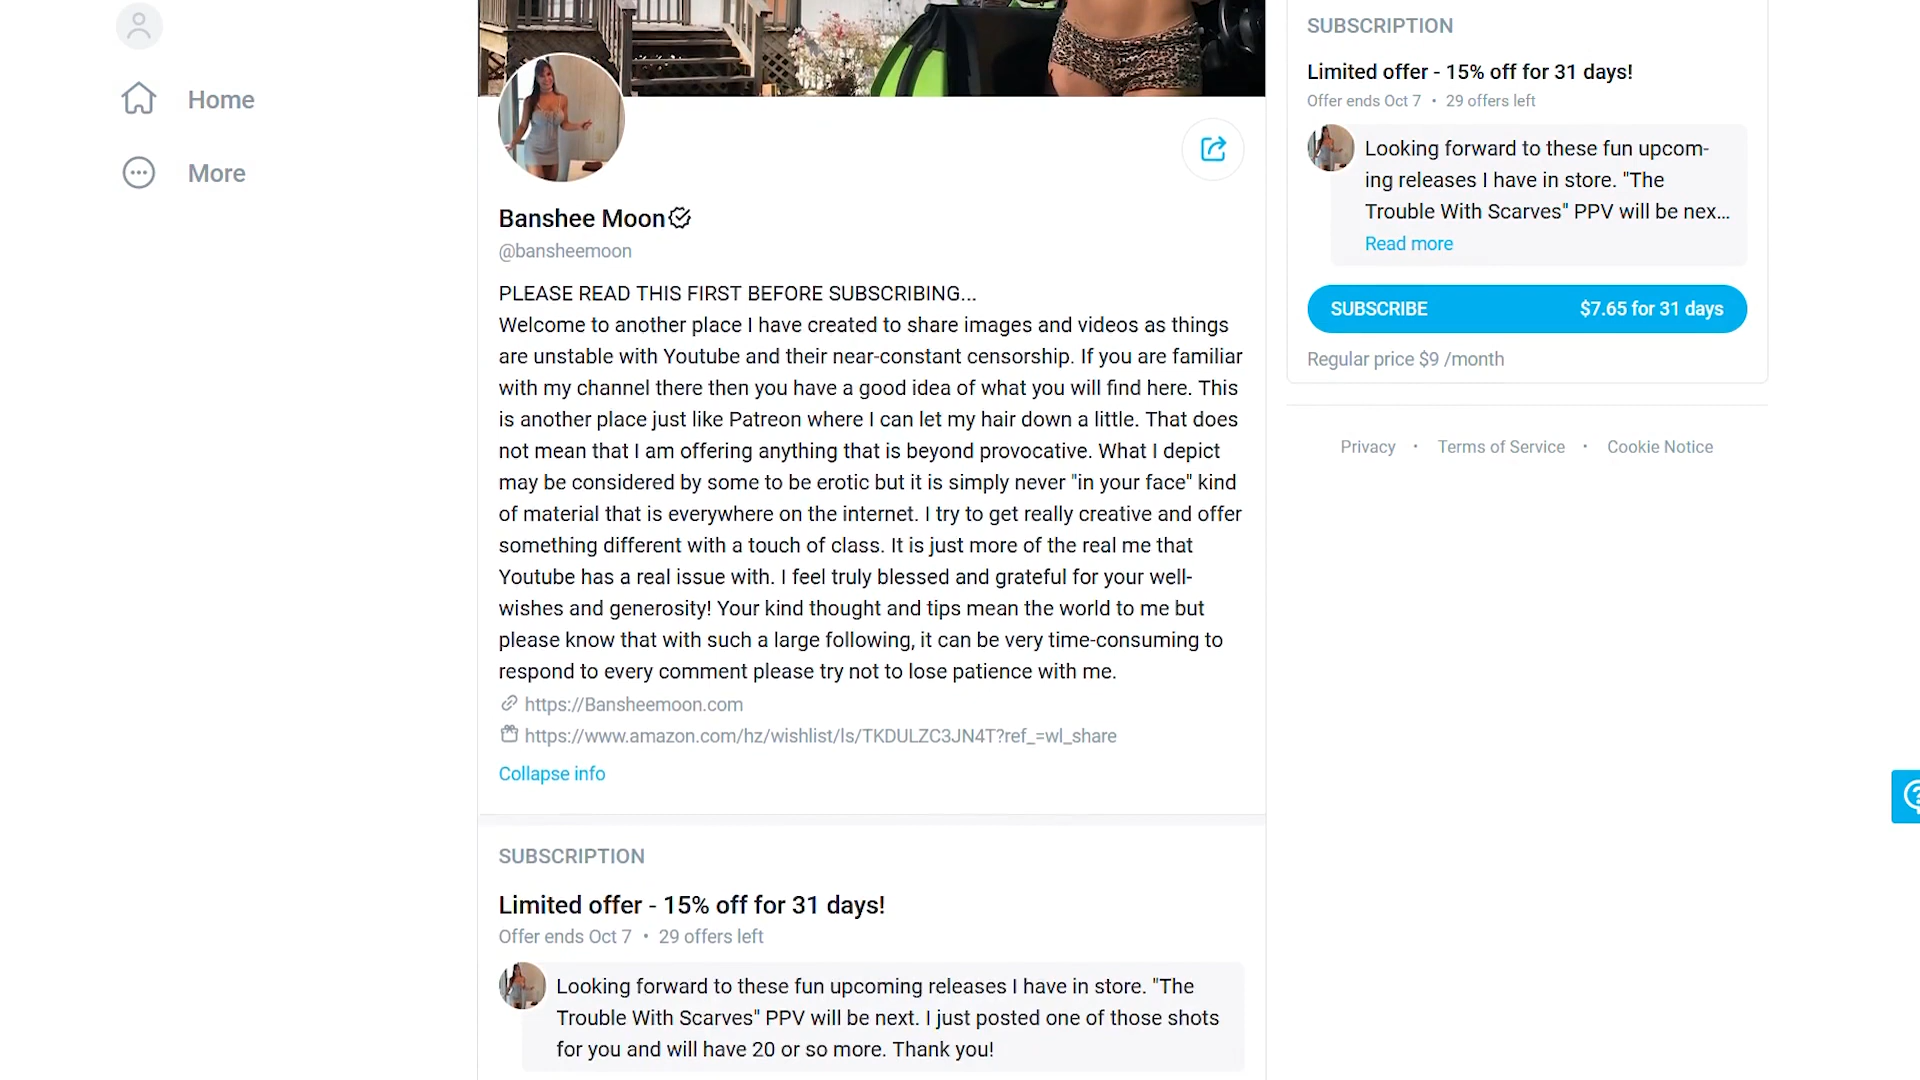 Home
More
Banshee Moon
@bansheemoon
PLEASE READ THIS FIRST BEFORE SUBSCRIBING...
Welcome to another place I have created to share images and videos as things
are unstable with Youtube and their near-constant censorship. If you are familiar
with my channel there then you have a good idea of what you will find here. This
is another place just like Patreon where I can let my hair down a little. That does
not mean that I am offering anything that is beyond provocative. What I depict
may be considered by some to be erotic but it is simply never "in your face" kind
of material that is everywhere on the internet. I try to get really creative and offer
something different with a touch of class. It is just more of the real me that
Youtube has a real issue with. I feel truly blessed and grateful for your well-
wishes and generosity! Your kind thought and tips mean the world to me but
please know that with such a large following, it can be very time-consuming to
respond to every comment please try not to lose patience with me.
https://Bansheemoon.com
https://www.amazon.com/hz/wishlist/ls/TKDULZC3JN4T?ref_=wl_share
Collapse info
SUBSCRIPTION
Limited offer - 15% off for 31 days!
Offer ends Oct 7 • 29 offers left
Looking forward to these fun upcoming releases I have in store. "The
Trouble With Scarves" PPV will be next. I just posted one of those shots
for you and will have 20 or so more. Thank you!
SUBSCRIPTION
Limited offer - 15% off for 31 days!
Offer ends Oct 7 • 29 offers left
Looking forward to these fun upcom-
ing releases I have in store. "The
Trouble With Scarves" PPV will be nex...
Read more
SUBSCRIBE $7.65 for 31 days
Regular price $9 /month
Privacy • Terms of Service • Cookie Notice